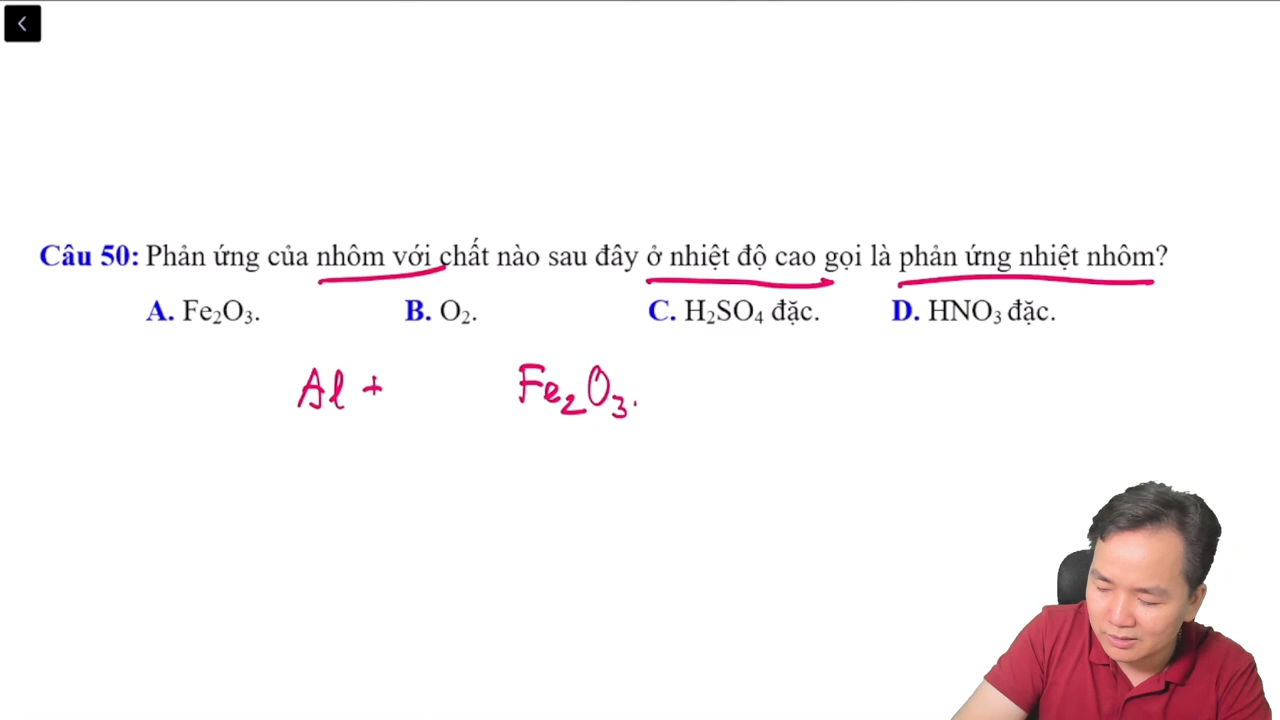 Câu 50: Phản ứng của nhôm với chất nào sau đây ở nhiệt độ cao gọi là phản ứng nhiệt nhôm?
A. Fe₂O₃. B. O₂. C. H₂SO₄ đặc. D. HNO₃ đặc.
Al + Fe₂O₃.